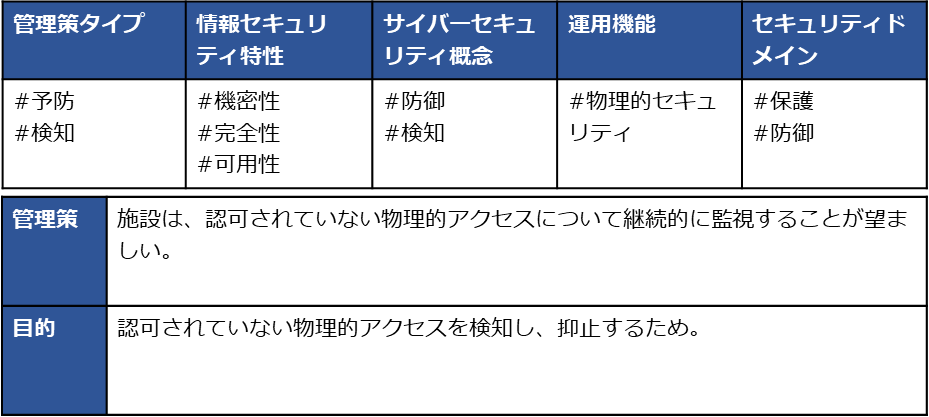 管理策タイプ
情報セキュリ
ティ特性
サイバーセキュ
リティ概念
運用機能
セキュリティド
メイン
#予防
#検知
#機密性
#完全性
#可用性
#防御
#検知
#物理的セキュ
リティ
#保護
#防御
管理策
施設は、認可されていない物理的アクセスについて継続的に監視することが望ま
しい。
目的
認可されていない物理的アクセスを検知し、抑止するため。